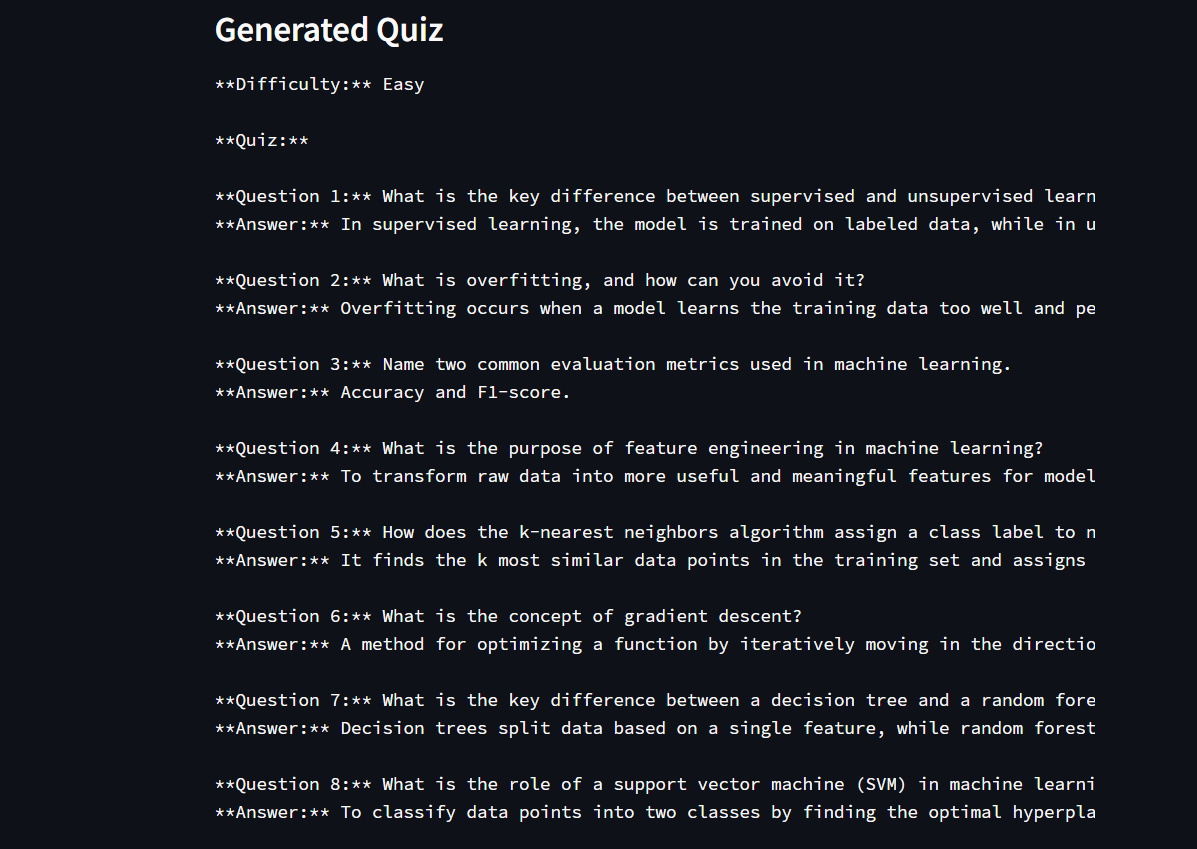 Generated Quiz
**Difficulty:** Easy
**Quiz:**
**Question 1:** What is the key difference between supervised and unsupervised learn
**Answer:** In supervised learning, the model is trained on labeled data, while in u
**Question 2:** What is overfitting, and how can you avoid it?
**Answer:** Overfitting occurs when a model learns the training data too well and pe
**Question 3:** Name two common evaluation metrics used in machine learning.
**Answer:** Accuracy and F1-score.
**Question 4:** What is the purpose of feature engineering in machine learning?
**Answer:** To transform raw data into more useful and meaningful features for model
**Question 5:** How does the k-nearest neighbors algorithm assign a class label to n
**Answer:** It finds the k most similar data points in the training set and assigns
**Question 6:** What is the concept of gradient descent?
**Answer:** A method for optimizing a function by iteratively moving in the directio
**Question 7:** What is the key difference between a decision tree and a random fore
**Answer:** Decision trees split data based on a single feature, while random forest
**Question 8:** What is the role of a support vector machine (SVM) in machine learni
**Answer:** To classify data points into two classes by finding the optimal hyperpla